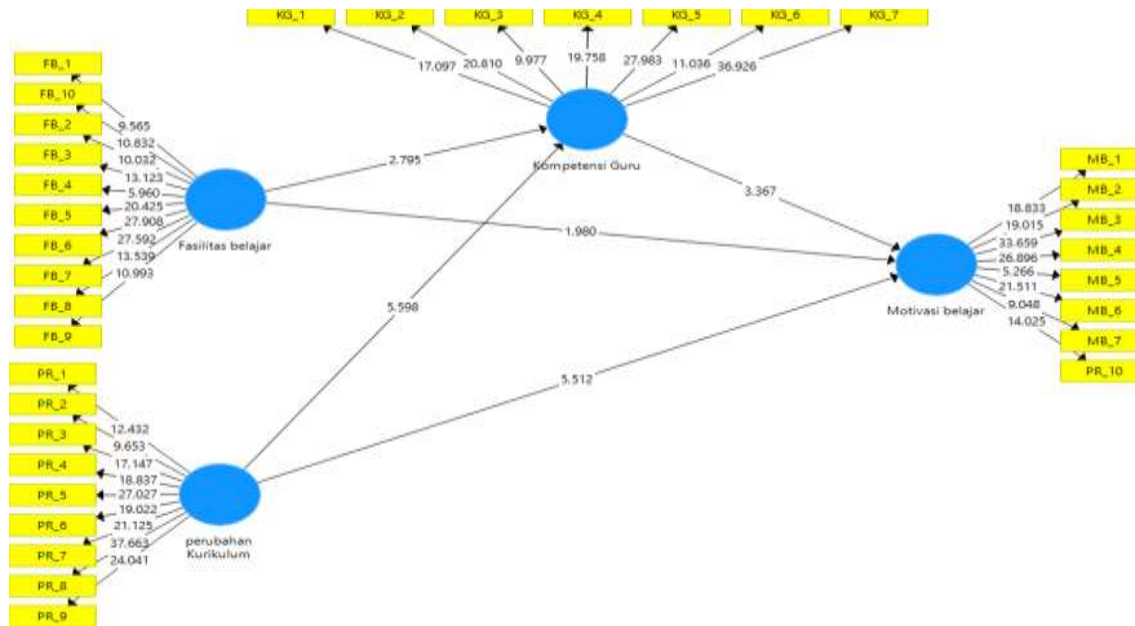 KG_1
KG_2
KG_3
KG_4
KG_5
KG_6
KG_7
17.097
20.810
9.977
19.758
27.983
11.036
36.926
FB_1
FB_10
FB_2
FB_3
FB_4
FB_5
FB_6
FB_7
FB_8
FB_9
9.565
10.832
10.032
13.123
5.960
20.425
27.908
27.592
13.539
10.993
Fasilitas belajar
Kompetensi Guru
2.795
3.367
1.980
5.598
5.512
MB_1
MB_2
MB_3
MB_4
MB_5
MB_6
MB_7
PR_10
18.833
19.015
33.659
26.896
5.266
21.511
9.048
14.025
Motivasi belajar
PR_1
PR_2
PR_3
PR_4
PR_5
PR_6
PR_7
PR_8
PR_9
12.432
9.653
17.147
18.837
27.027
19.022
21.125
37.663
24.041
perubahan
Kurikulum